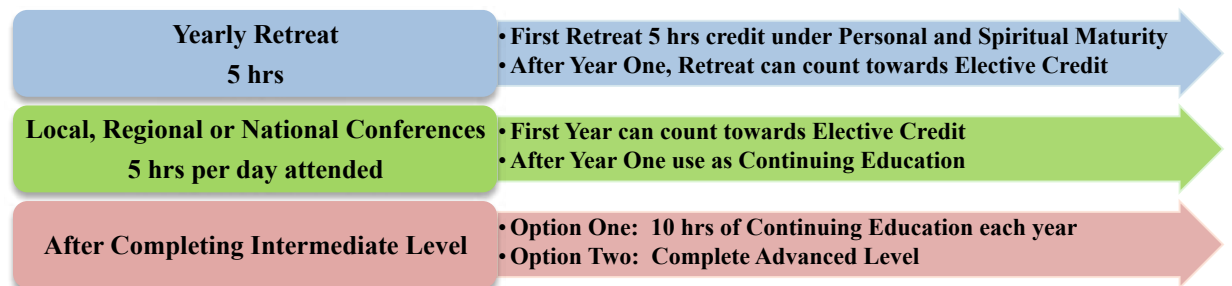 Yearly Retreat
5 hrs
• First Retreat 5 hrs credit under Personal and Spiritual Maturity
• After Year One, Retreat can count towards Elective Credit
Local, Regional or National Conferences
5 hrs per day attended
• First Year can count towards Elective Credit
• After Year One use as Continuing Education
After Completing Intermediate Level
• Option One: 10 hrs of Continuing Education each year
• Option Two: Complete Advanced Level